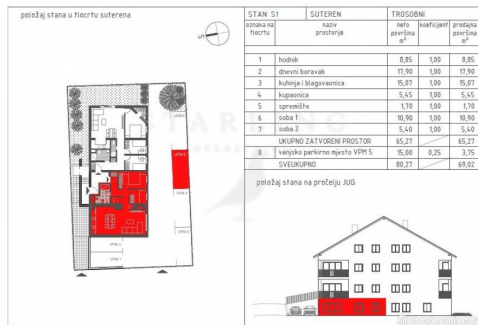 položaj stana u tlocrtu suterena
S
STAN S1 SUTEREN TROSOBNI
oznaka na tlocrtu naziv prostorije neto površina m² koeficijent prodajna površina m²
1 hodnik 8,85 1,00 8,85
2 dnevni boravak 17,90 1,00 17,90
3 kuhinja i blagovaonica 15,07 1,00 15,07
4 kupaonica 5,45 1,00 5,45
5 spremište 1,70 1,00 1,70
6 soba 1 10,90 1,00 10,90
7 soba 2 5,40 1,00 5,40
UKUPNO ZATVORENI PROSTOR 65,27 65,27
8 vanjsko parkirno mjesto VPM 5 15,00 0,25 3,75
SVEUKUPNO 80,27 69,02
položaj stana na pročelju JUG